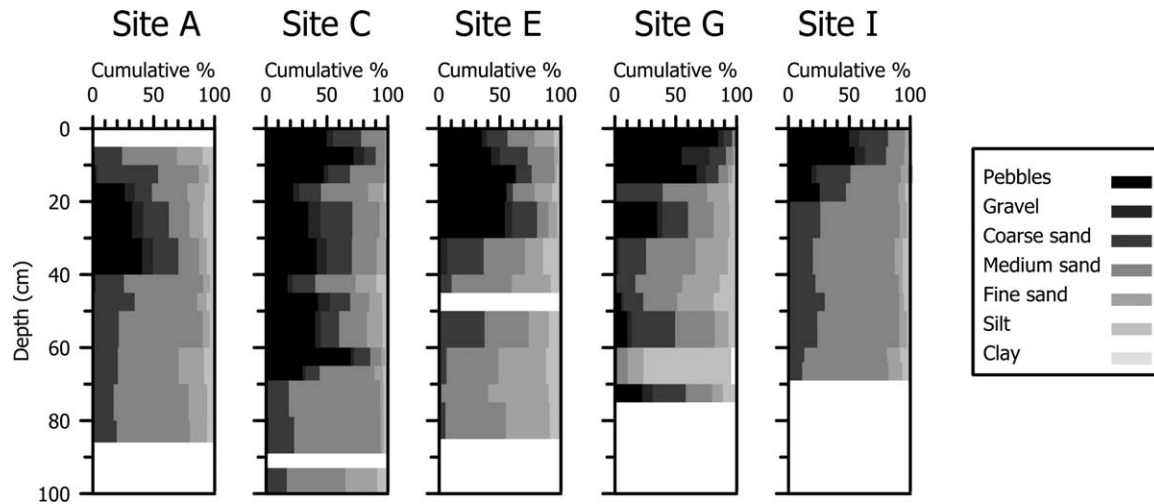 Site A Site C Site E Site G Site I
Cumulative % Cumulative % Cumulative % Cumulative % Cumulative %
0 50 100 0 50 100 0 50 100 0 50 100 0 50 100
0
20
40
60
80
100
Depth (cm)
Pebbles
Gravel
Coarse sand
Medium sand
Fine sand
Silt
Clay